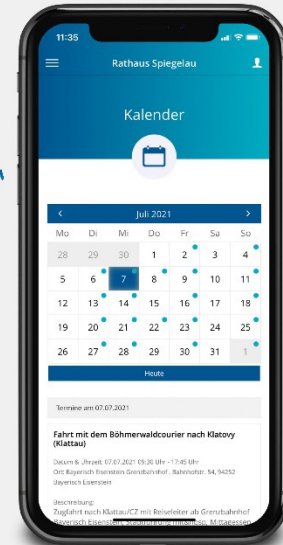 11:35
Rathaus Spiegelau
Kalender
< Juli 2021 >
Mo Di Mi Do Fr Sa So
28 29 30 1 2 3 4
5 6 7 8 9 10 11
12 13 14 15 16 17 18
19 20 21 22 23 24 25
26 27 28 29 30 31 1
Heute
Termine am 07.07.2021
Fahrt mit dem Böhmerwaldcourier nach Klatovy
(Klattau)
Datum & Uhrzeit: 07.07.2021 09:30 Uhr - 17:45 Uhr
Ort: Bayerisch Eisenstein Grenzbahnhof, Bahnhofstr. 54, 94252
Bayerisch Eisenstein
Beschreibung:
Zugfahrt nach Klattau/CZ mit Reiseleiter ab Grenzbahnhof
Bayerisch Eisenstein, Mittagessen